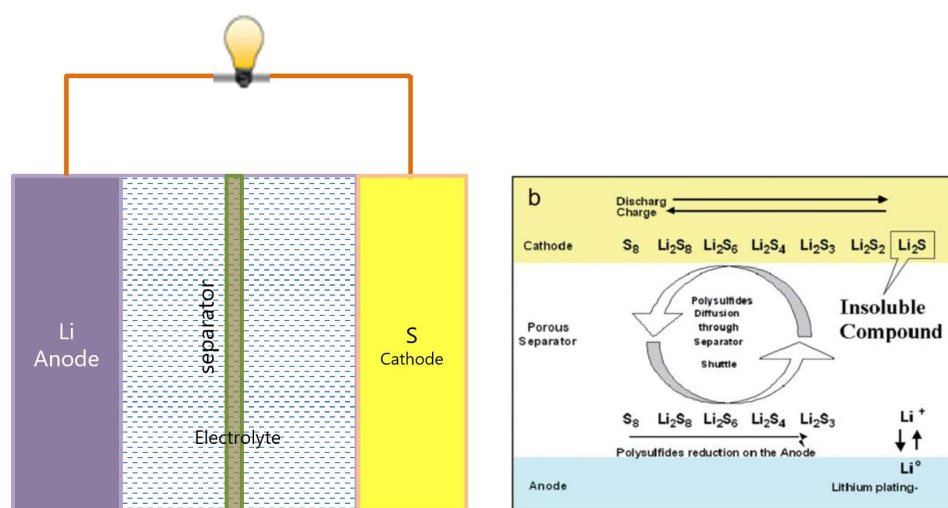 Li
Anode
separator
Electrolyte
S
Cathode
b
Discharg
Charge
Cathode
S₈ Li₂S₈ Li₂S₆ Li₂S₄ Li₂S₃ Li₂S₂ Li₂S
Insoluble
Compound
Porous
Separator
Polysulfides
Diffusion
through
Separator
Shuttle
S₈ Li₂S₈ Li₂S₆ Li₂S₄ Li₂S₃
Li⁺
Polysulfides reduction on the Anode
Li°
Anode
Lithium plating-